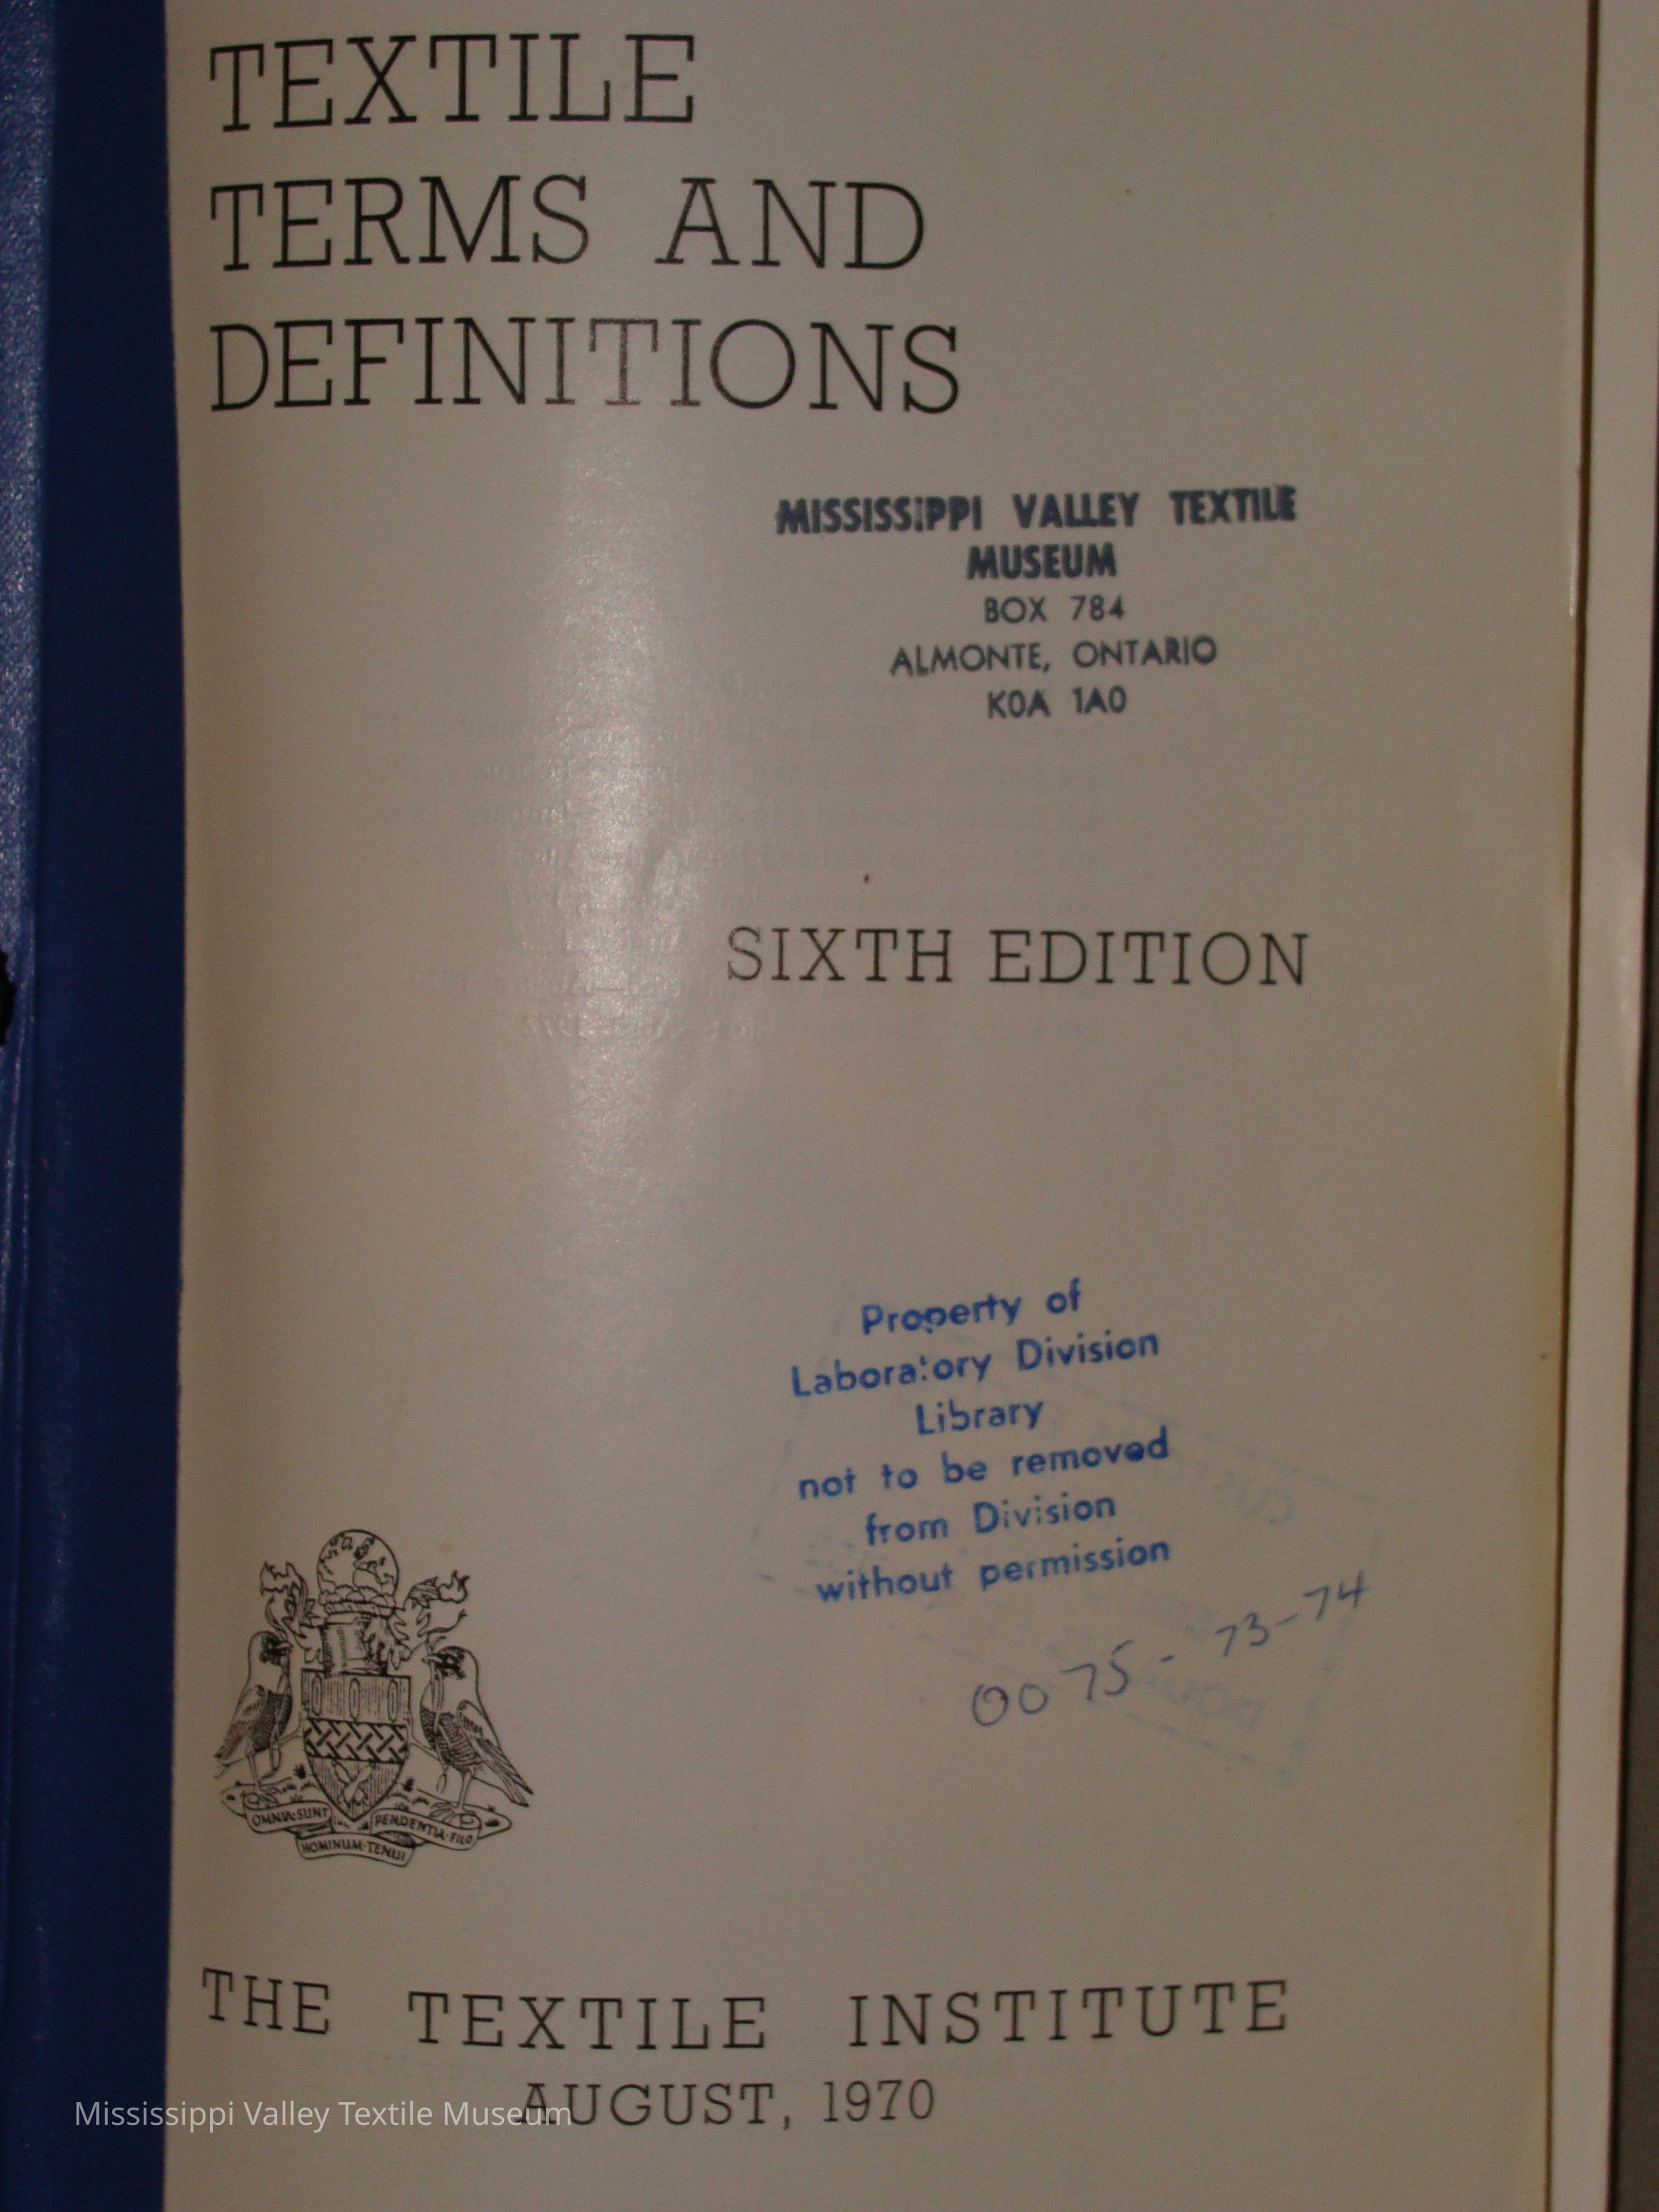 TEXTILE
TERMS AND
DEFINITIONS
MISSISSIPPI VALLEY TEXTILE
MUSEUM
BOX 784
ALMONTE, ONTARIO
K0A 1A0
SIXTH EDITION
Property of
Laboratory Division
Library
not to be removed
from Division
without permission
0075-73-74
OMNIA·SUNT
HOMINUM·TENUI
PENDENTIA·FILO
THE TEXTILE INSTITUTE
AUGUST, 1970
Mississippi Valley Textile Museum